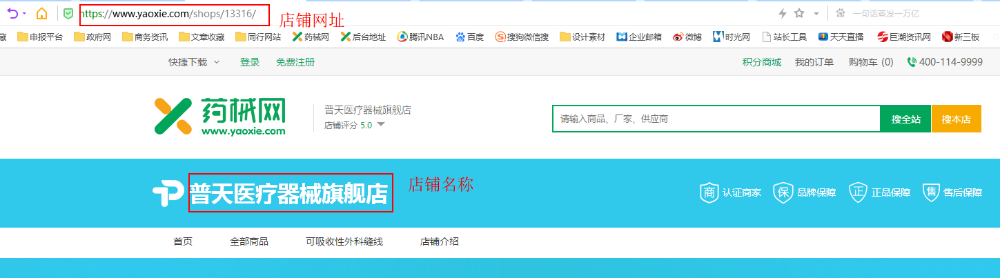 https://www.yaoxie.com/shops/13316/ 店铺网址 一句话蒸发一万亿
藏 申报平台 政府网 商务资讯 文章收藏 同行网站 药械网 后台地址 腾讯NBA 百度 搜狗微信搜 设计素材 企业邮箱 微博 时光网 站长工具 天天直播 巨潮资讯网 新三板
快捷下载 登录 免费注册 积分商城 我的订单 购物车 (0) 400-114-9999
药械网 普天医疗器械旗舰店
www.yaoxie.com 店铺评分 5.0 请输入商品、厂家、供应商 搜全站 搜本店
普天医疗器械旗舰店 店铺名称 商 认证商家 保 品牌保障 正 正品保障 售 售后保障
首页 全部商品 可吸收性外科缝线 店铺介绍